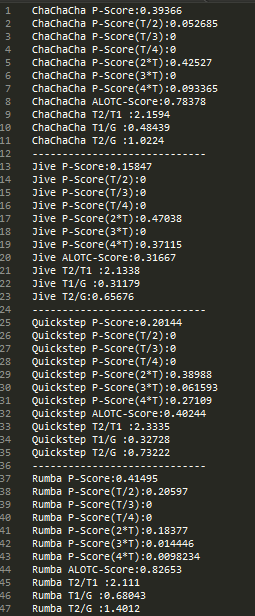 1 ChaChaCha P-Score:0.39366
2 ChaChaCha P-Score(T/2):0.052685
3 ChaChaCha P-Score(T/3):0
4 ChaChaCha P-Score(T/4):0
5 ChaChaCha P-Score(2*T):0.42527
6 ChaChaCha P-Score(3*T):0
7 ChaChaCha P-Score(4*T):0.093365
8 ChaChaCha ALOTC-Score:0.78378
9 ChaChaCha T2/T1 :2.1594
10 ChaChaCha T1/G :0.48439
11 ChaChaCha T2/G :1.0224
12 -----------------------------
13 Jive P-Score:0.15847
14 Jive P-Score(T/2):0
15 Jive P-Score(T/3):0
16 Jive P-Score(T/4):0
17 Jive P-Score(2*T):0.47038
18 Jive P-Score(3*T):0
19 Jive P-Score(4*T):0.37115
20 Jive ALOTC-Score:0.31667
21 Jive T2/T1 :2.1338
22 Jive T1/G :0.31179
23 Jive T2/G:0.65676
24 -----------------------------
25 Quickstep P-Score:0.20144
26 Quickstep P-Score(T/2):0
27 Quickstep P-Score(T/3):0
28 Quickstep P-Score(T/4):0
29 Quickstep P-Score(2*T):0.38988
30 Quickstep P-Score(3*T):0.061593
31 Quickstep P-Score(4*T):0.27109
32 Quickstep ALOTC-Score:0.40244
33 Quickstep T2/T1 :2.3335
34 Quickstep T1/G :0.32728
35 Quickstep T2/G :0.73222
36 -----------------------------
37 Rumba P-Score:0.41495
38 Rumba P-Score(T/2):0.20597
39 Rumba P-Score(T/3):0
40 Rumba P-Score(T/4):0
41 Rumba P-Score(2*T):0.18377
42 Rumba P-Score(3*T):0.014446
43 Rumba P-Score(4*T):0.0098234
44 Rumba ALOTC-Score:0.82653
45 Rumba T2/T1 :2.111
46 Rumba T1/G :0.68043
47 Rumba T2/G :1.4012